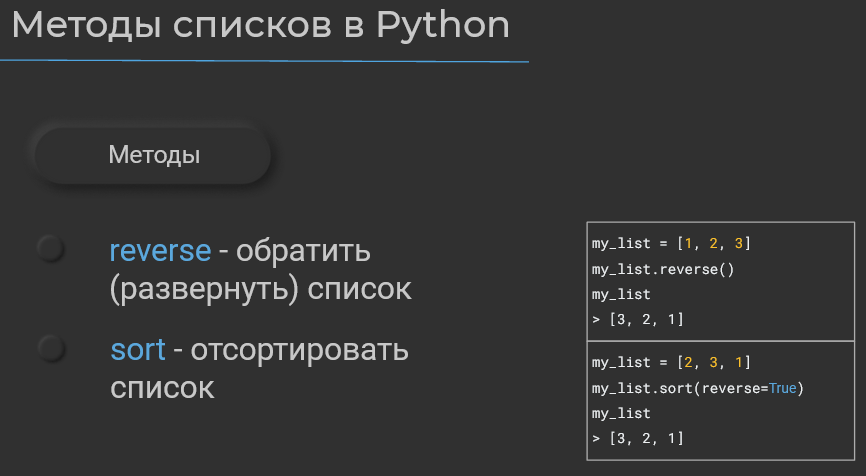 Методы списков в Python
Методы
reverse - обратить
(развернуть) список
sort - отсортировать
список
my_list = [1, 2, 3]
my_list.reverse()
my_list
> [3, 2, 1]
my_list = [2, 3, 1]
my_list.sort(reverse=True)
my_list
> [3, 2, 1]